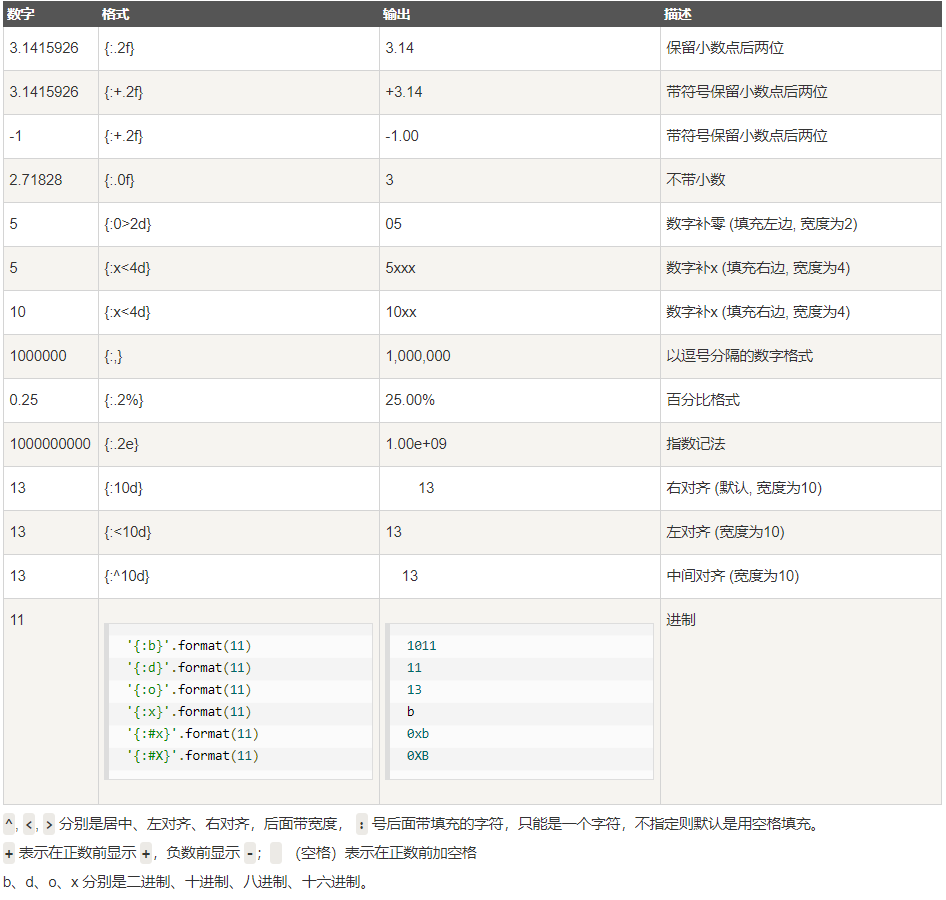 数字 格式 输出 描述
3.1415926 {:.2f} 3.14 保留小数点后两位
3.1415926 {:+.2f} +3.14 带符号保留小数点后两位
-1 {:+.2f} -1.00 带符号保留小数点后两位
2.71828 {:.0f} 3 不带小数
5 {:0>2d} 05 数字补零 (填充左边, 宽度为2)
5 {:x<4d} 5xxx 数字补x (填充右边, 宽度为4)
10 {:x<4d} 10xx 数字补x (填充右边, 宽度为4)
1000000 {:,} 1,000,000 以逗号分隔的数字格式
0.25 {:.2%} 25.00% 百分比格式
1000000000 {:.2e} 1.00e+09 指数记法
13 {:10d} 13 右对齐 (默认, 宽度为10)
13 {:<10d} 13 左对齐 (宽度为10)
13 {:^10d} 13 中间对齐 (宽度为10)
11 进制
'{:b}'.format(11) 1011
'{:d}'.format(11) 11
'{:o}'.format(11) 13
'{:x}'.format(11) b
'{:#x}'.format(11) 0xb
'{:#X}'.format(11) 0XB
^, <, > 分别是居中、左对齐、右对齐，后面带宽度， : 号后面带填充的字符，只能是一个字符，不指定则默认是用空格填充。
+ 表示在正数前显示 +，负数前显示 -； （空格）表示在正数前加空格
b、d、o、x 分别是二进制、十进制、八进制、十六进制。